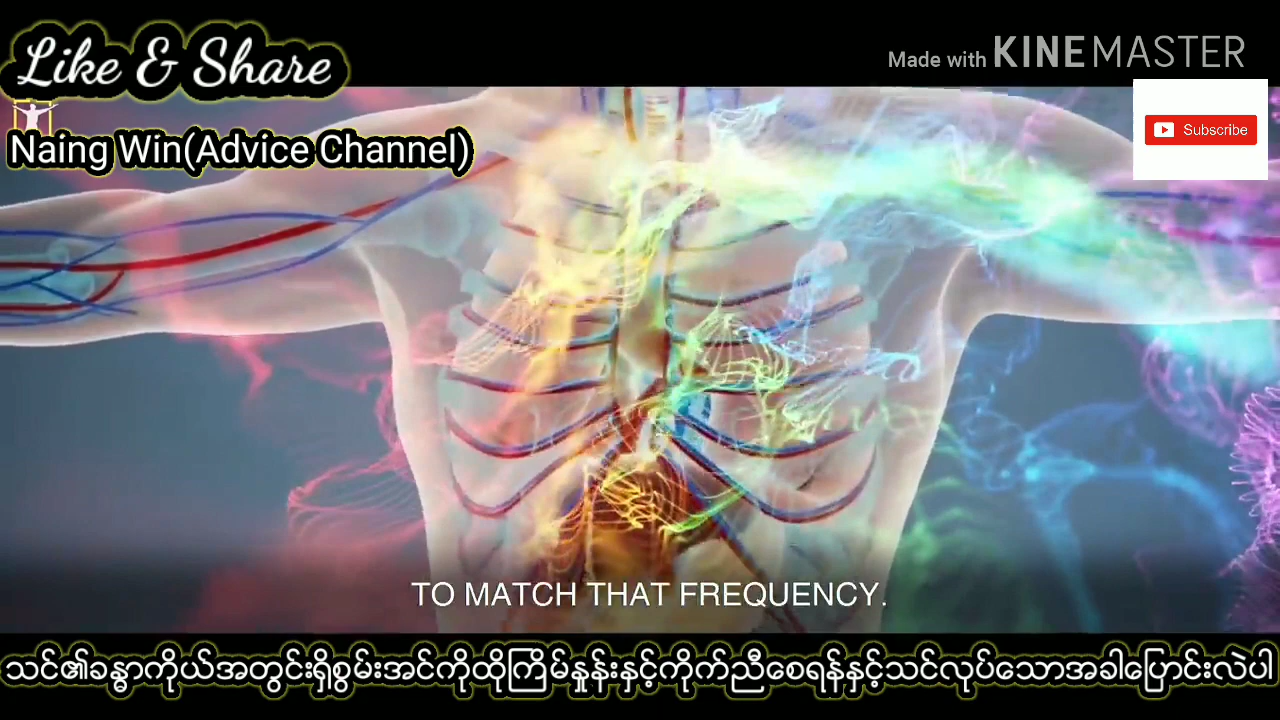 Like & Share
Made with KINEMASTER
Subscribe
Naing Win(Advice Channel)
TO MATCH THAT FREQUENCY.
သင်၏ခန္ဓာကိုယ်အတွင်းရှိစွမ်းအင်ကိုထိုကြိမ်နှုန်းနှင့်ကိုက်ညီစေရန်နှင့်သင်လုပ်သောအခါပြောင်းလဲပါ